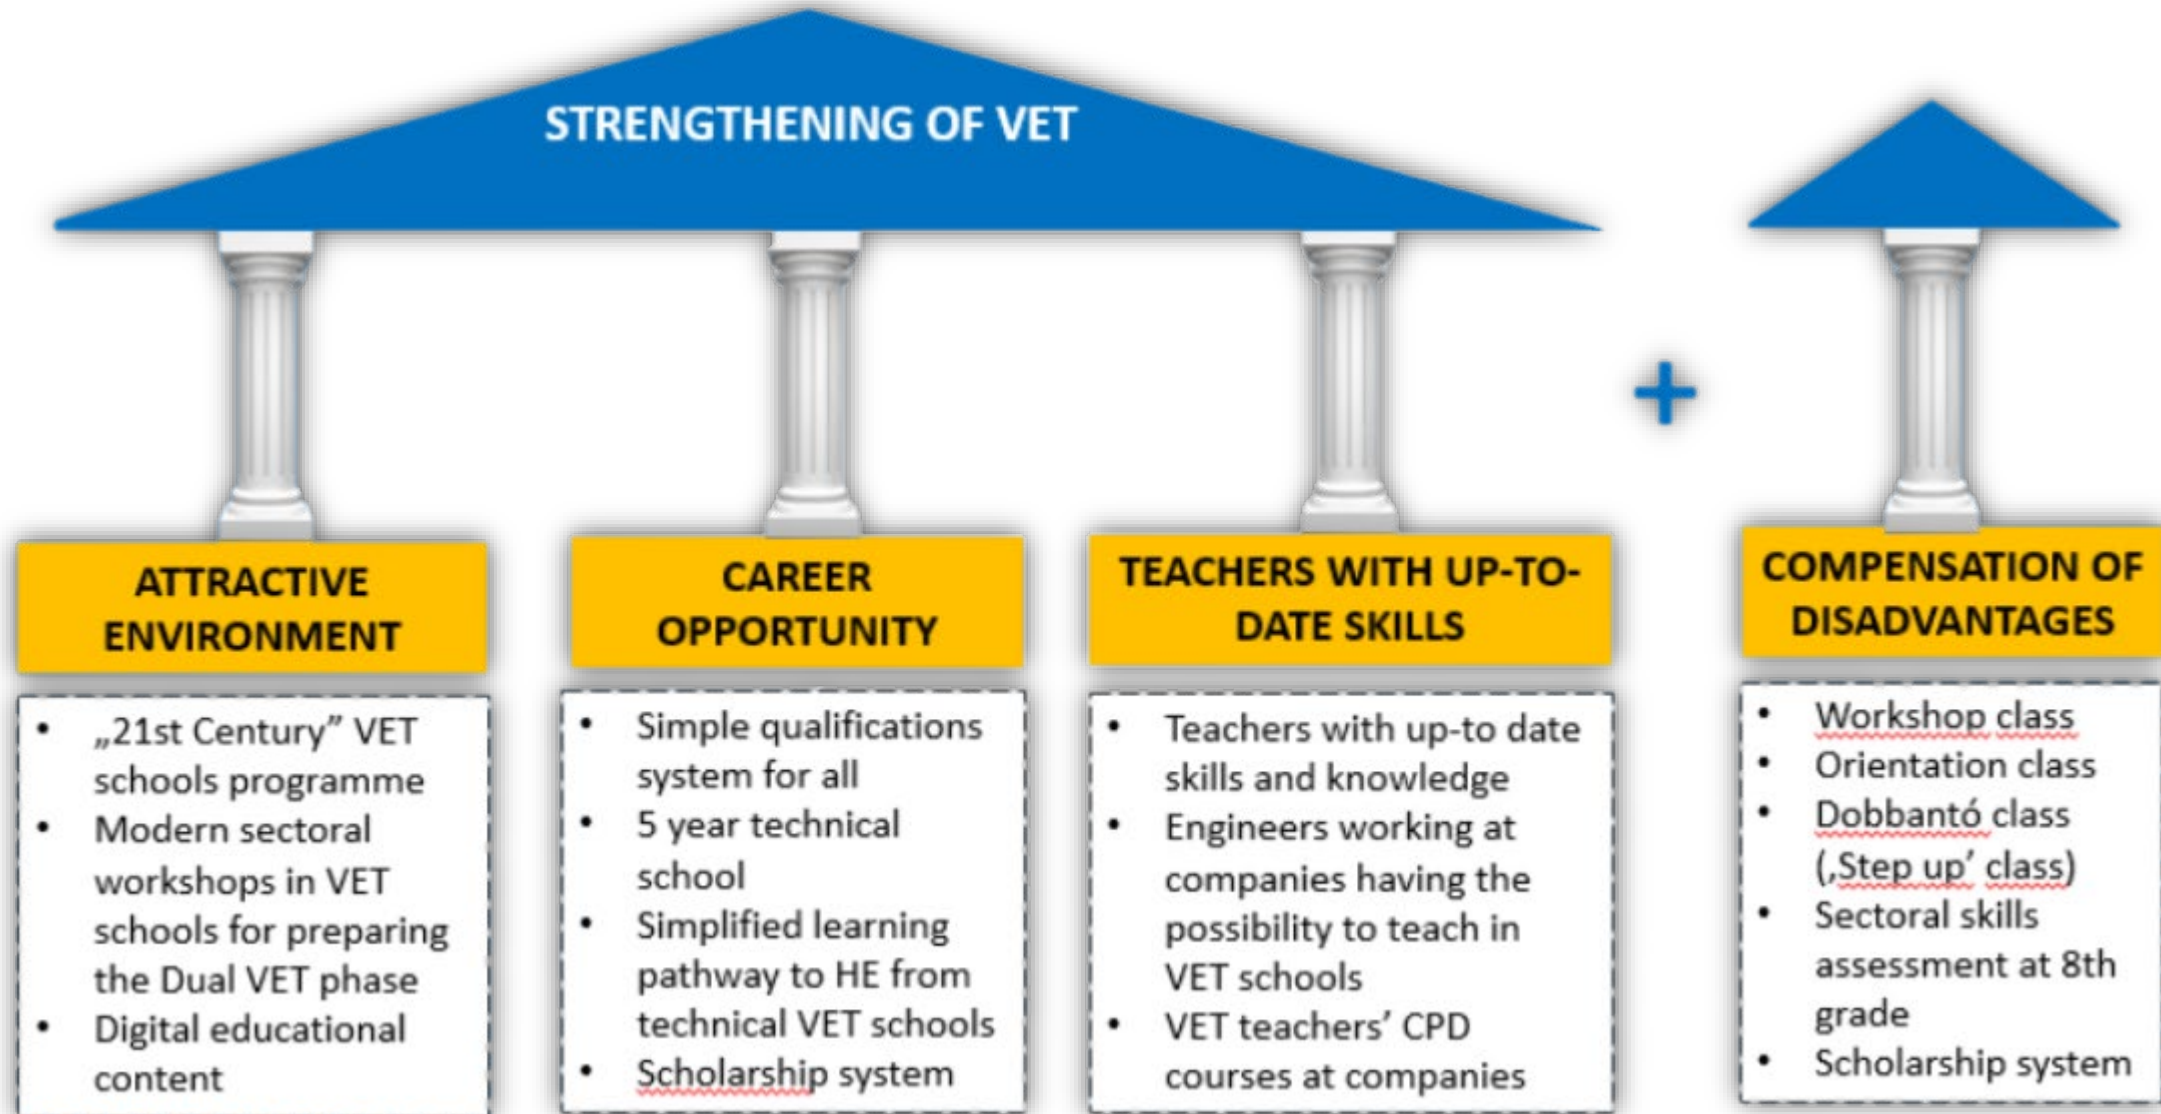 STRENGTHENING OF VET
+
ATTRACTIVE
ENVIRONMENT
• „21st Century” VET
schools programme
• Modern sectoral
workshops in VET
schools for preparing
the Dual VET phase
• Digital educational
content
CAREER
OPPORTUNITY
• Simple qualifications
system for all
• 5 year technical
school
• Simplified learning
pathway to HE from
technical VET schools
• Scholarship system
TEACHERS WITH UP-TO-
DATE SKILLS
• Teachers with up-to date
skills and knowledge
• Engineers working at
companies having the
possibility to teach in
VET schools
• VET teachers’ CPD
courses at companies
COMPENSATION OF
DISADVANTAGES
• Workshop class
• Orientation class
• Dobbantó class
(‚Step up’ class)
• Sectoral skills
assessment at 8th
grade
• Scholarship system